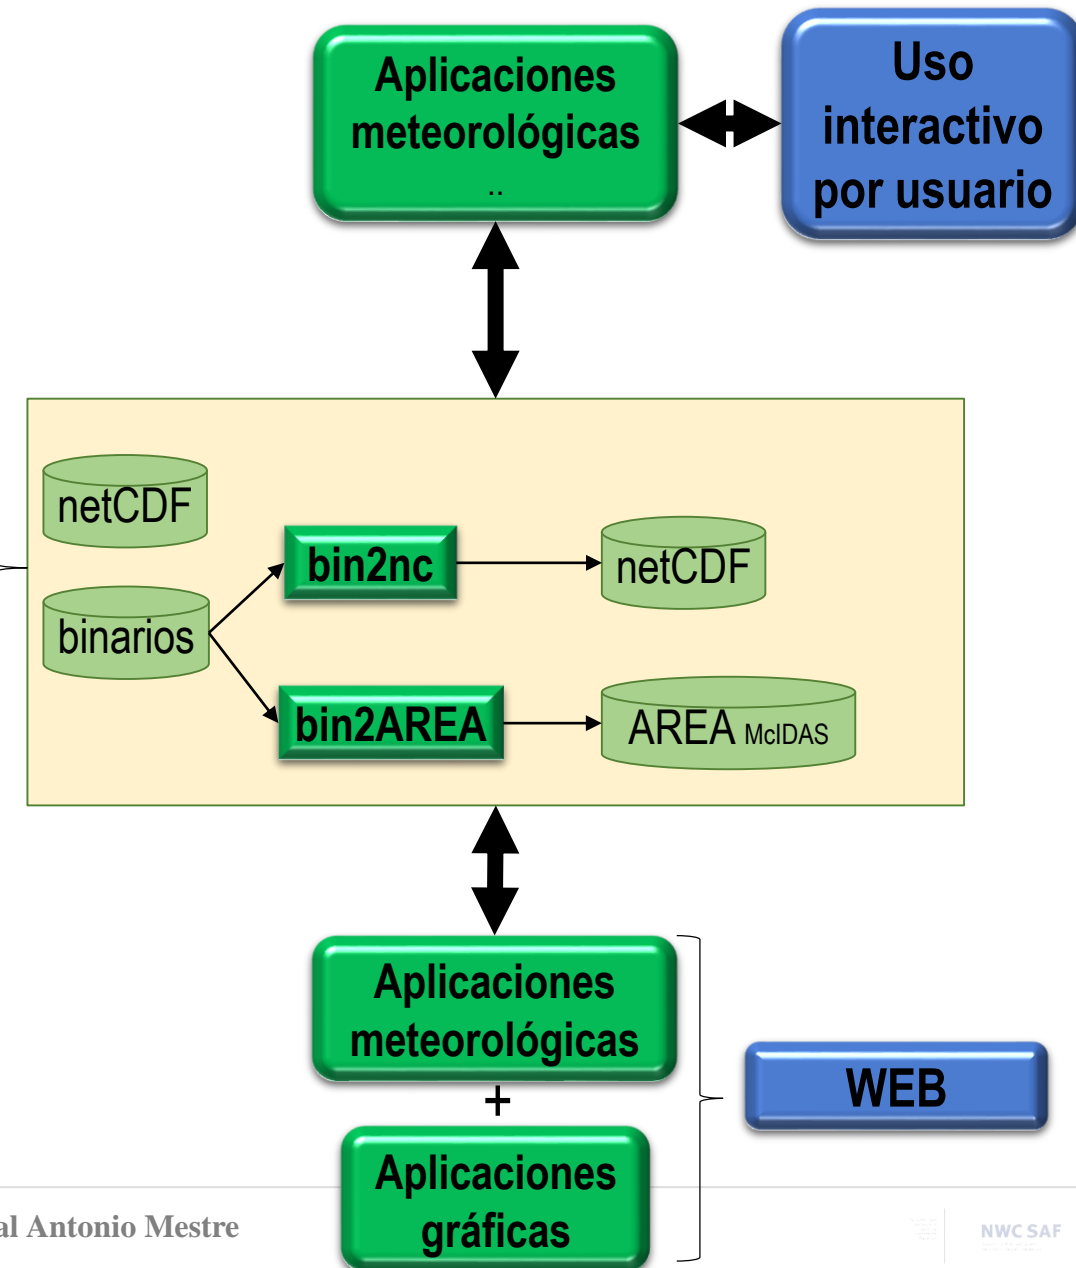 Aplicaciones
meteorológicas
..
Uso
interactivo
por usuario
netCDF
binarios
bin2nc
netCDF
bin2AREA
AREA McIDAS
Aplicaciones
meteorológicas
+
Aplicaciones
gráficas
WEB
al Antonio Mestre
NWC SAF